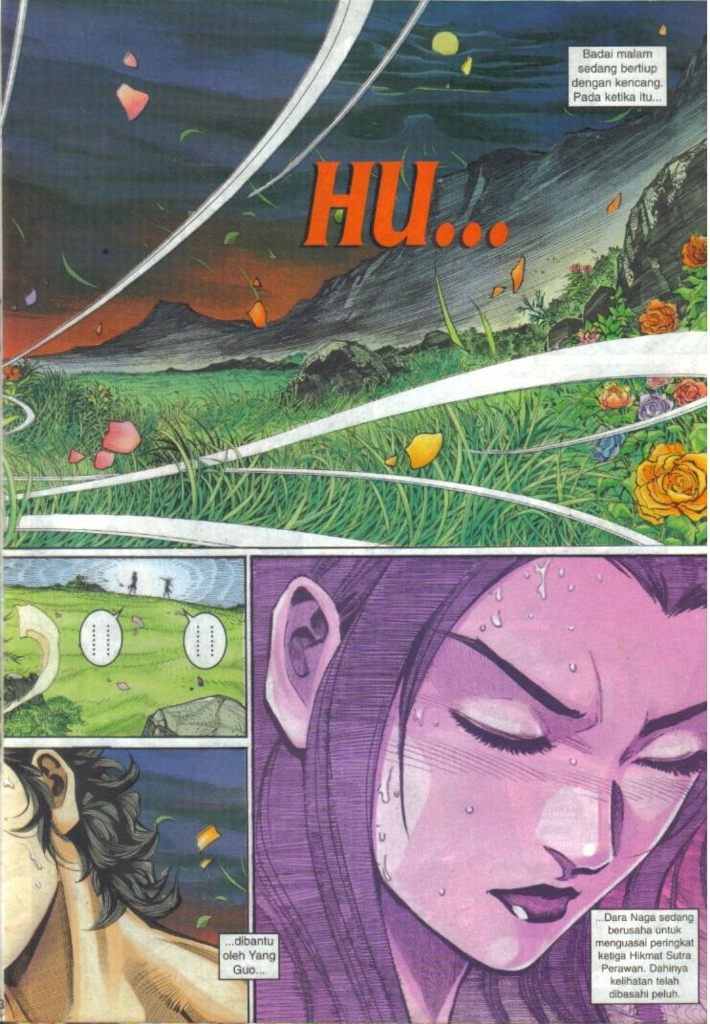 Badai malam
sedang bertiup
dengan kencang.
Pada ketika itu...
HU...
...dibantu
oleh Yang
Guo...
...Dara Naga sedang
berusaha untuk
menguasai peringkat
ketiga Hikmat Sutra
Perawan. Dahinya
kelihatan telah
dibasahi peluh.